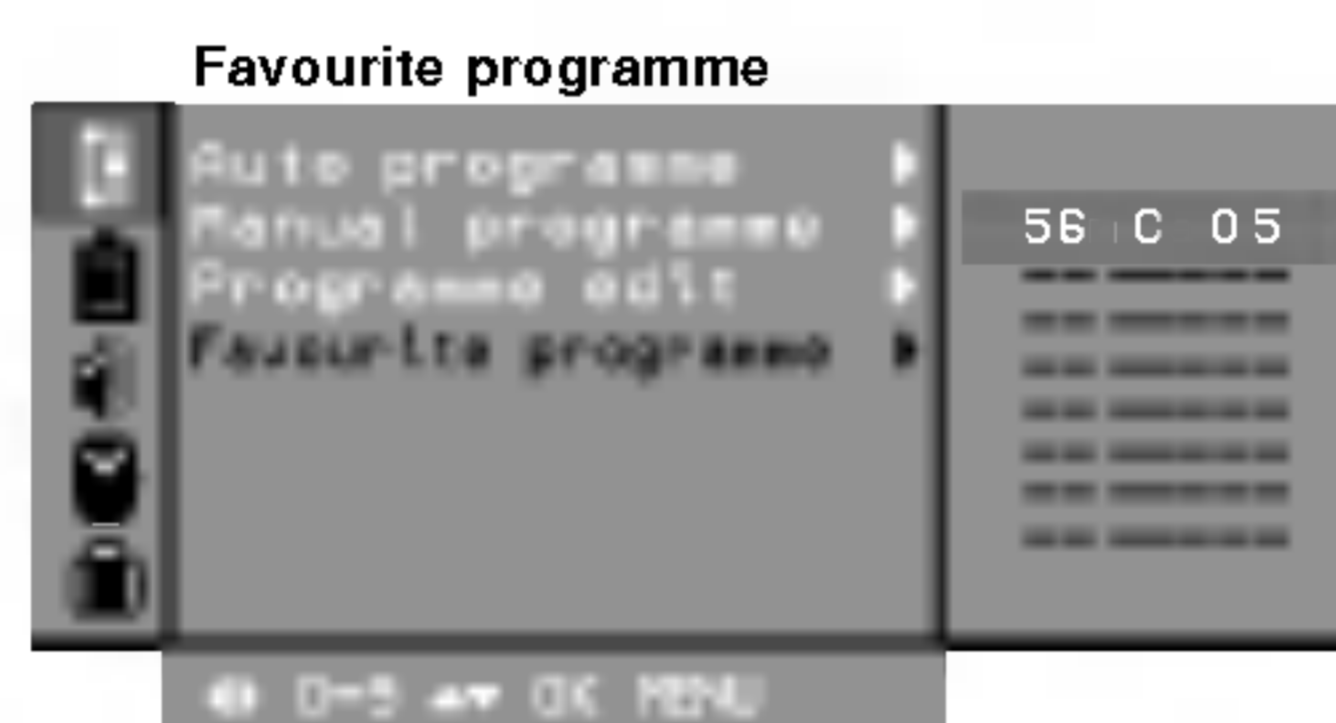 Favourite programme
Auto programme
Manual programme
Programme edit
Favourite programme
56 C 05
-- -------
-- -------
-- -------
-- -------
-- -------
-- -------
-- -------
0-9 OK MENU